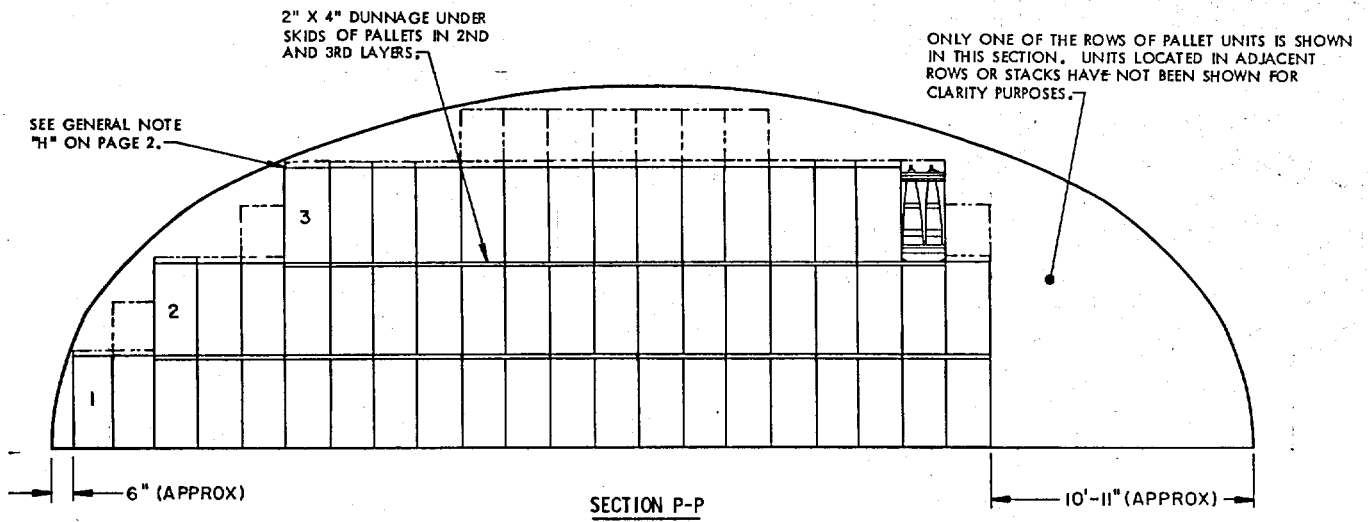 2" X 4" DUNNAGE UNDER
SKIDS OF PALLETS IN 2ND
AND 3RD LAYERS.
ONLY ONE OF THE ROWS OF PALLET UNITS IS SHOWN
IN THIS SECTION. UNITS LOCATED IN ADJACENT
ROWS OR STACKS HAVE NOT BEEN SHOWN FOR
CLARITY PURPOSES.
SEE GENERAL NOTE
"H" ON PAGE 2.
3
2
1
6" (APPROX)
SECTION P-P
10'-11" (APPROX)